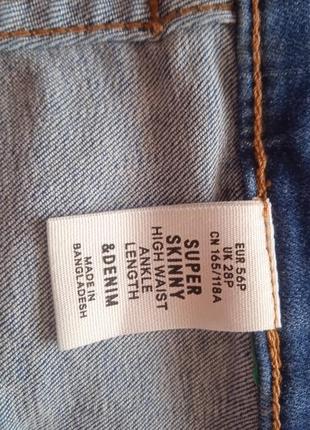 EUR 56P
UK 28P
CN 165/118A
SUPER
SKINNY
HIGH WAIST
ANKLE
LENGTH
&DENIM
MADE IN
BANGLADESH